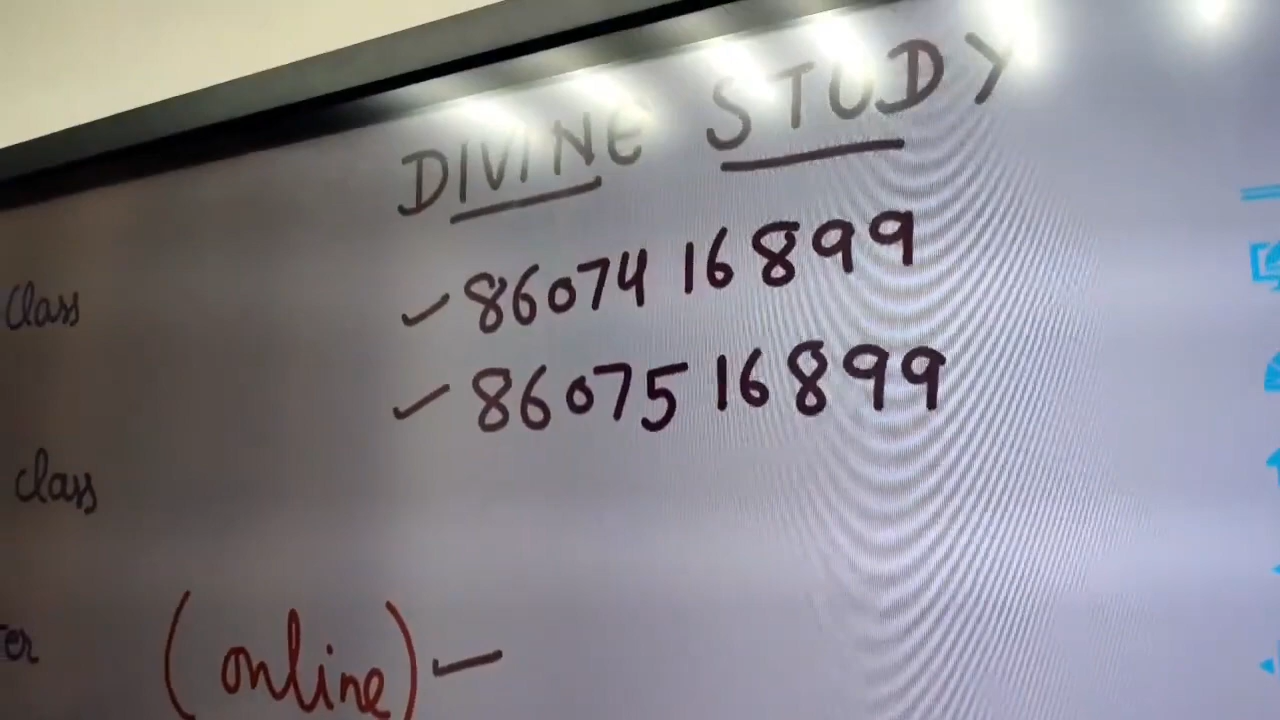 DIVINE STUDY
Class
86074 16899
86075 16899
Class
(online) -